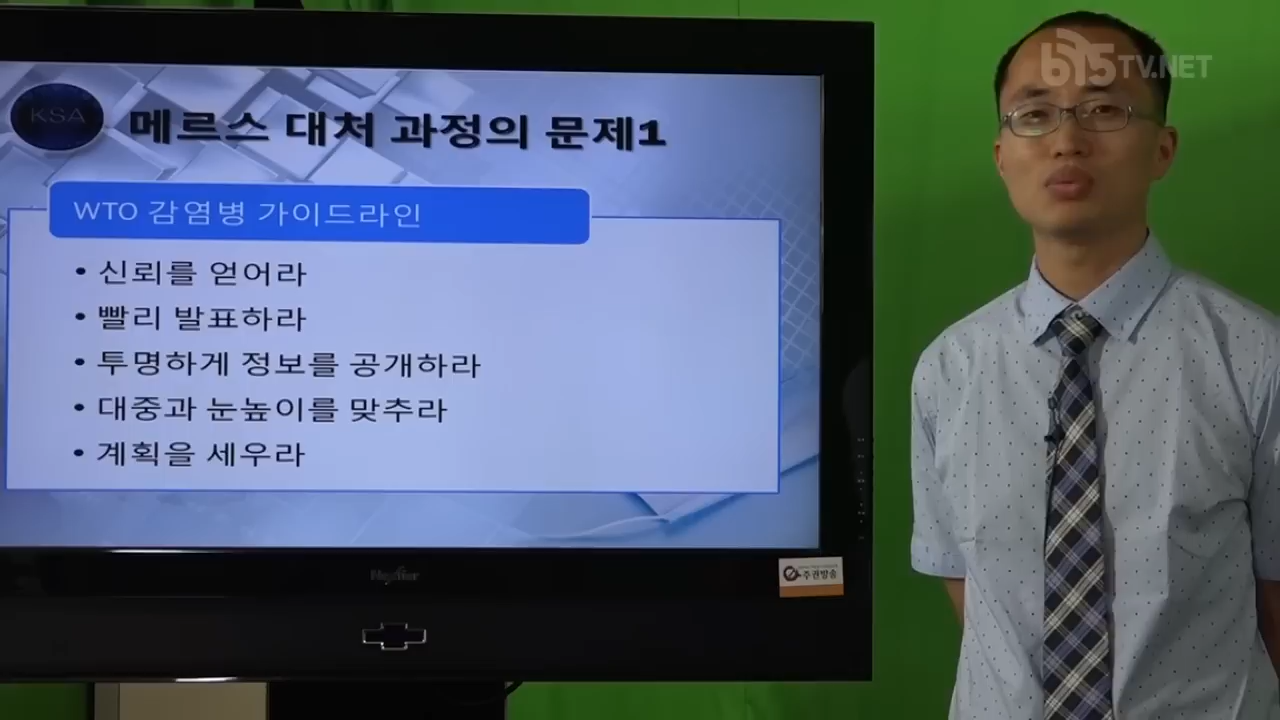 615TV.NET
KSA
메르스 대처 과정의 문제1
WTO 감염병 가이드라인
• 신뢰를 얻어라
• 빨리 발표하라
• 투명하게 정보를 공개하라
• 대중과 눈높이를 맞추라
• 계획을 세우라
주권방송